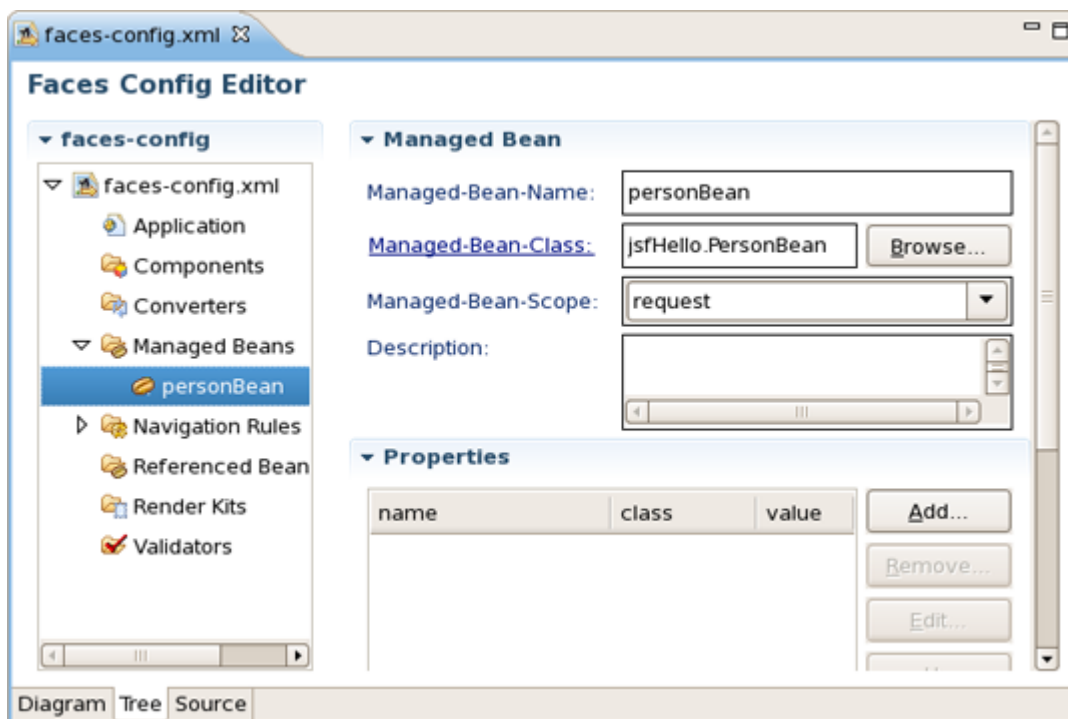 faces-config.xml
Faces Config Editor
faces-config
faces-config.xml
Application
Components
Converters
Managed Beans
personBean
Navigation Rules
Referenced Bean
Render Kits
Validators
Managed Bean
Managed-Bean-Name: personBean
Managed-Bean-Class: jsfHello.PersonBean Browse...
Managed-Bean-Scope: request
Description:
Properties
name class value Add...
Remove...
Edit...
Diagram Tree Source